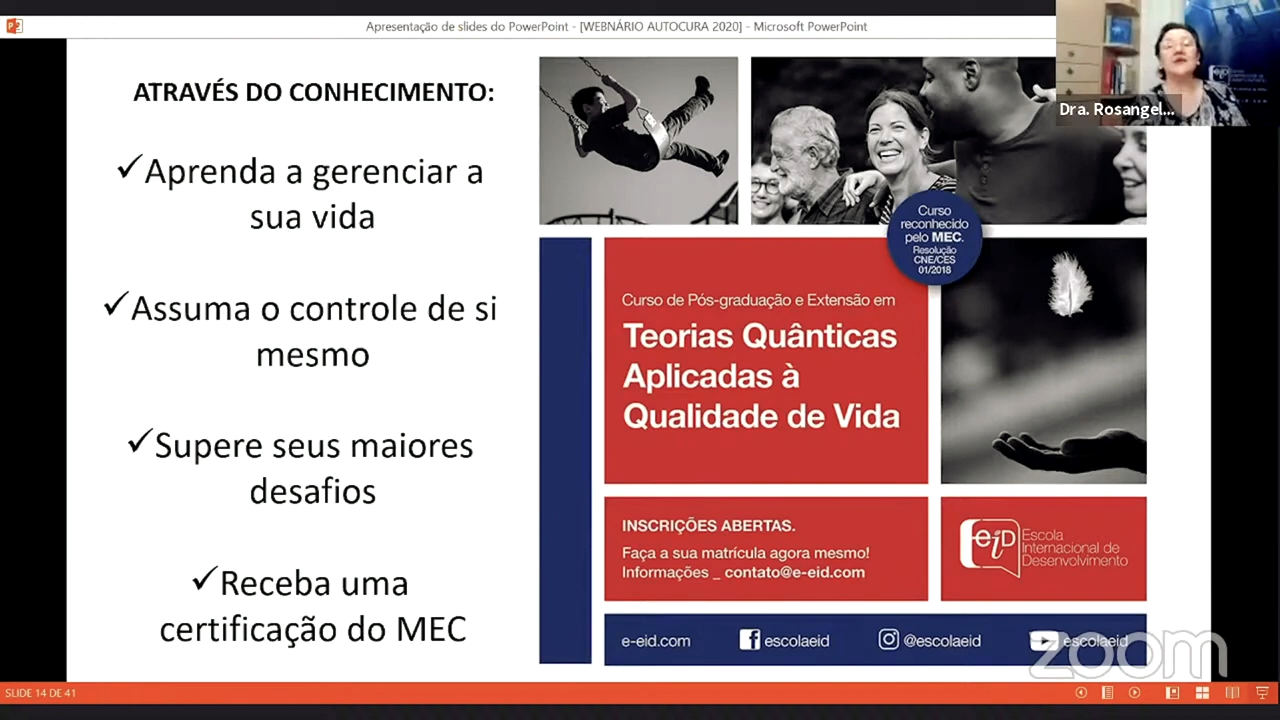 Apresentação de slides do PowerPoint - [WEBNÁRIO AUTOCURA 2020] - Microsoft PowerPoint
Dra. Rosangel...
ATRAVÉS DO CONHECIMENTO:
✓Aprenda a gerenciar a
sua vida
✓Assuma o controle de si
mesmo
✓Supere seus maiores
desafios
✓Receba uma
certificação do MEC
Curso
reconhecido
pelo MEC.
Resolução
CNE/CES
01/2018
Curso de Pós-graduação e Extensão em
Teorias Quânticas
Aplicadas à
Qualidade de Vida
INSCRIÇÕES ABERTAS.
Faça a sua matrícula agora mesmo!
Informações _ contato@e-eid.com
eiD
Escola
Internacional de
Desenvolvimento
e-eid.com
escolaeid
@escolaeid
escolaeid
zoom
SLIDE 14 DE 41